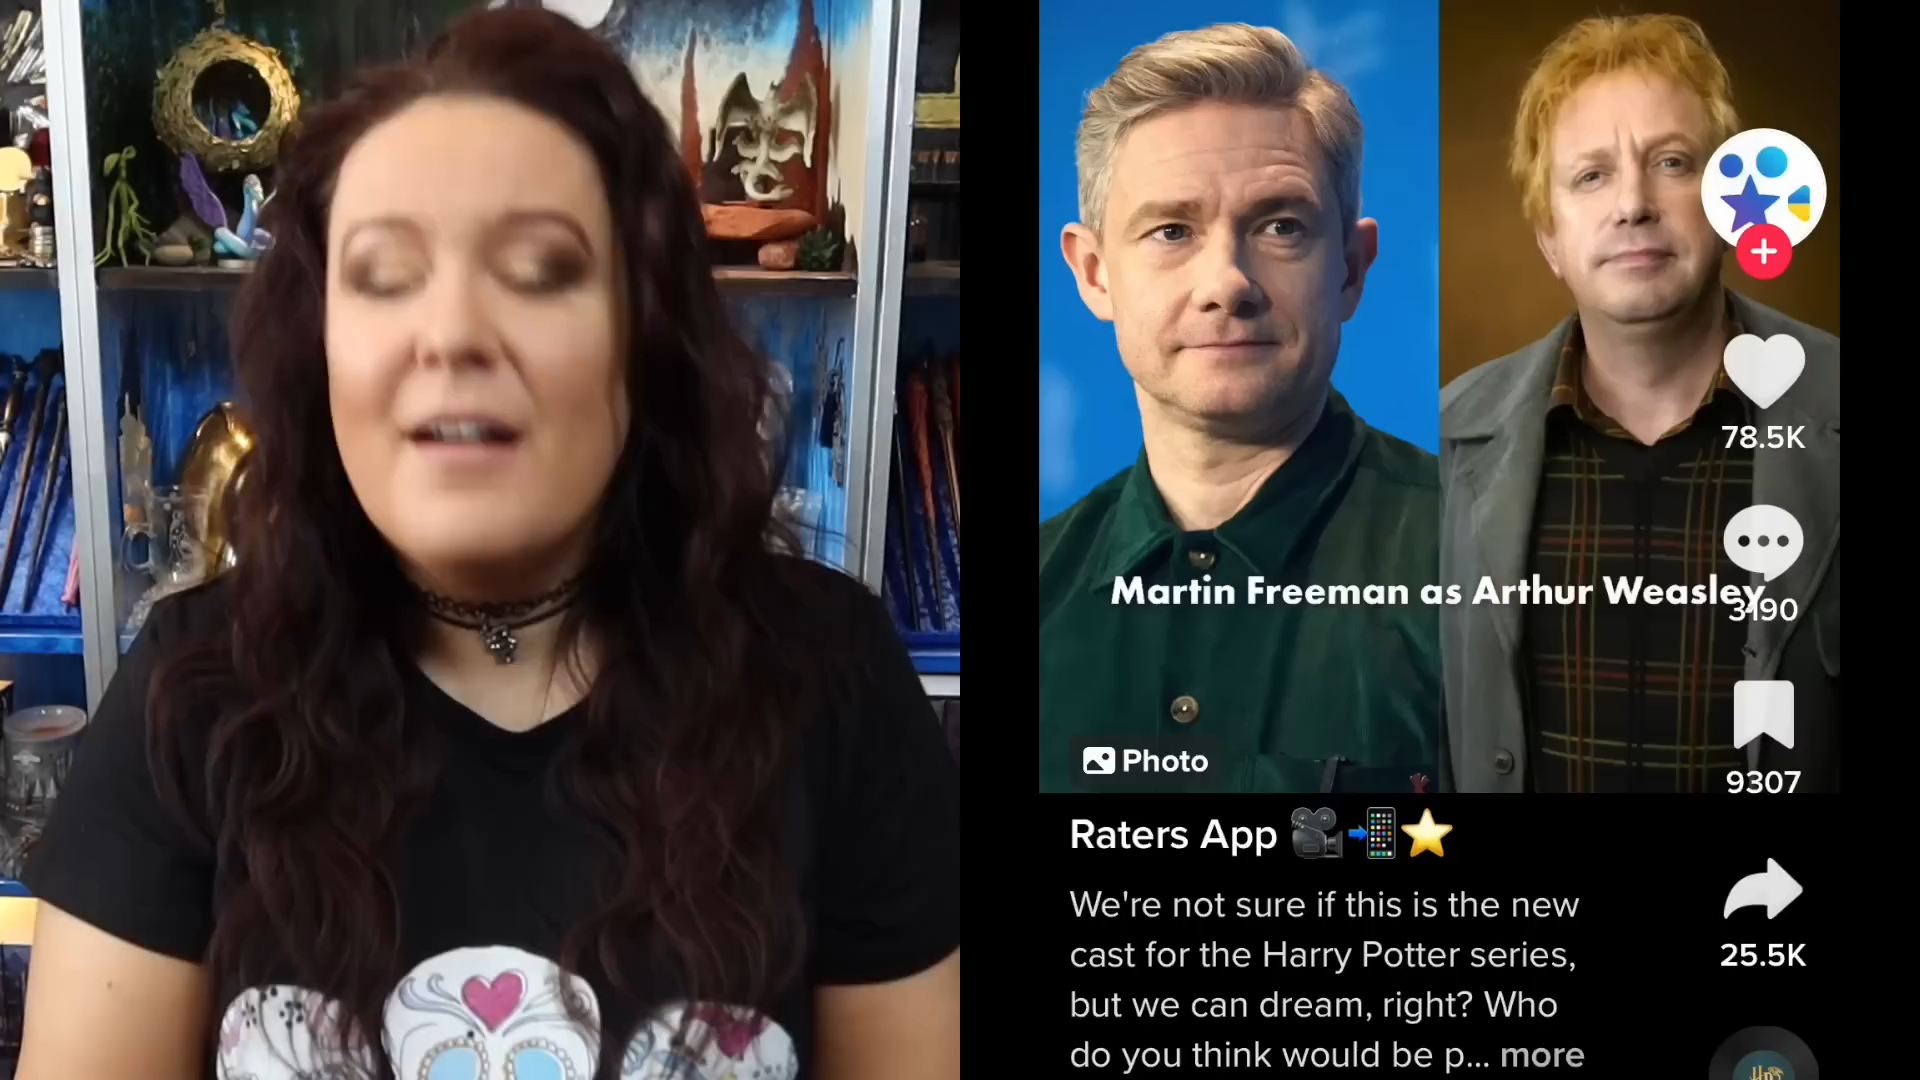 Martin Freeman as Arthur Weasley
78.5K
3190
9307
25.5K
Photo
Raters App
We're not sure if this is the new
cast for the Harry Potter series,
but we can dream, right? Who
do you think would be p... more